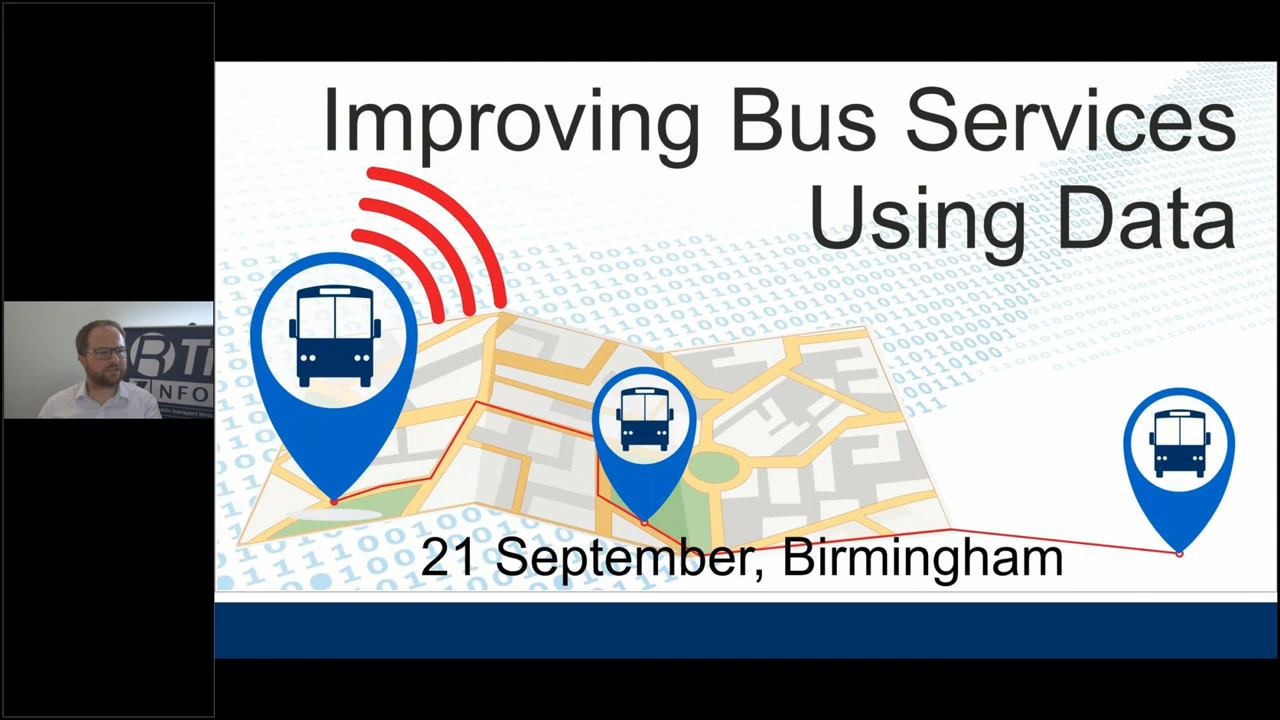 Improving Bus Services
Using Data
21 September, Birmingham